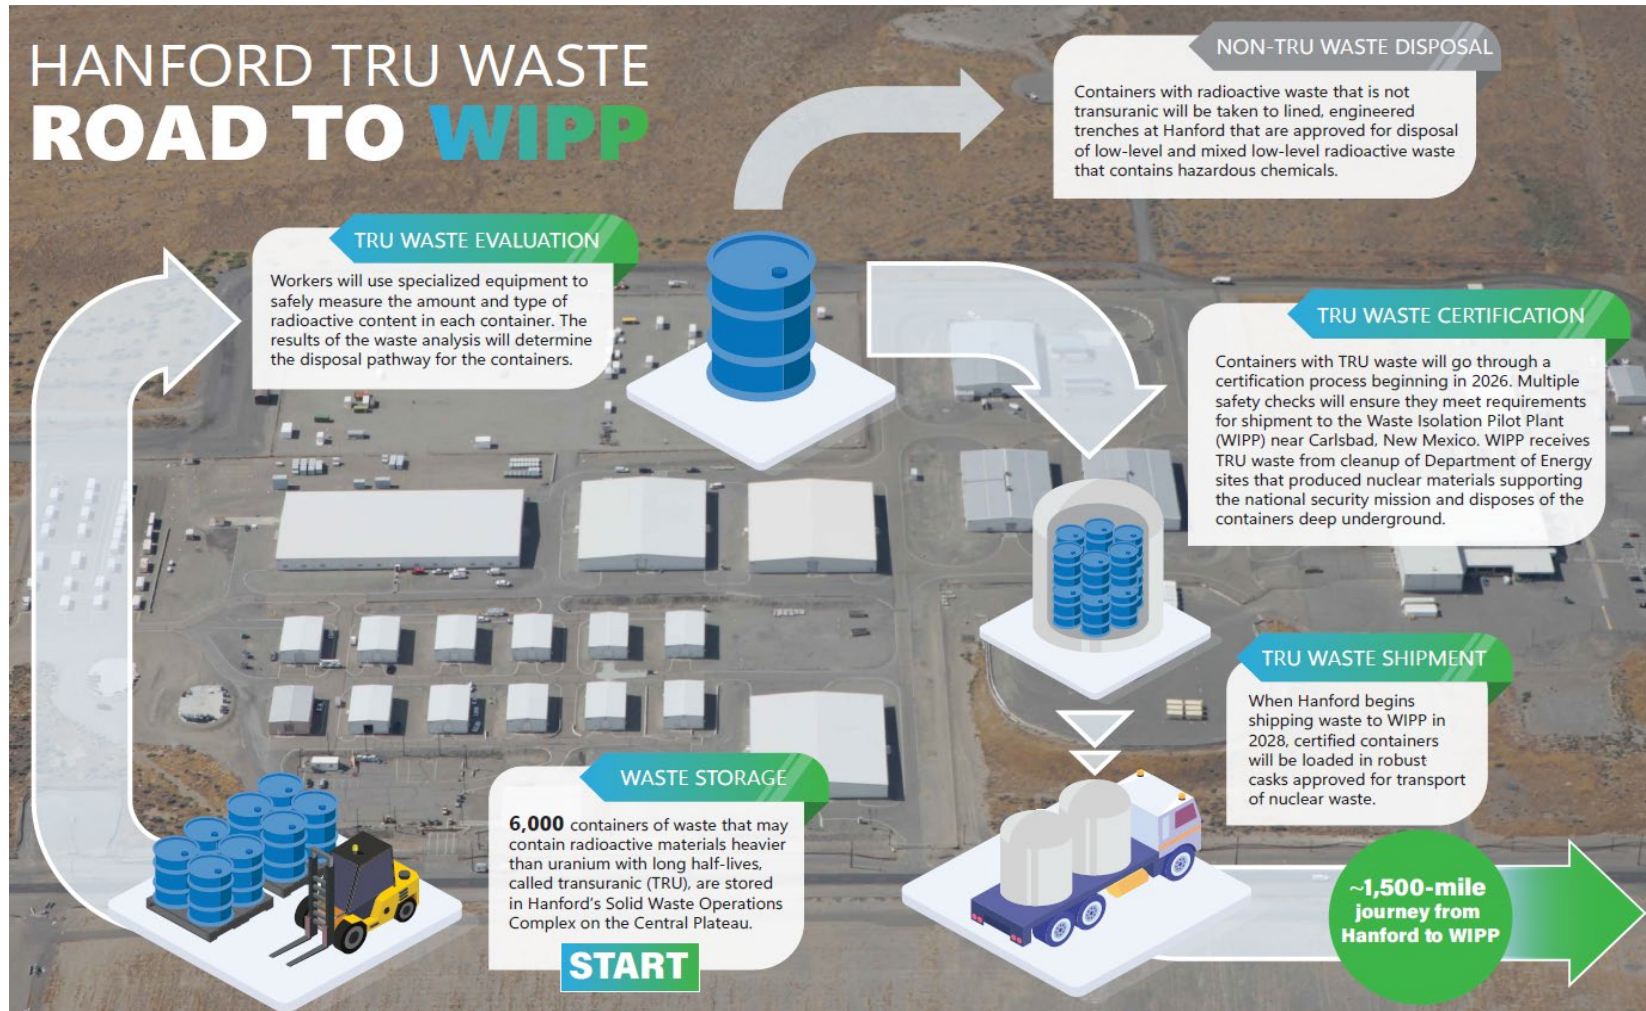 HANFORD TRU WASTE
ROAD TO WIPP
WASTE STORAGE
6,000 containers of waste that may
contain radioactive materials heavier
than uranium with long half-lives,
called transuranic (TRU), are stored
in Hanford's Solid Waste Operations
Complex on the Central Plateau.
START
TRU WASTE EVALUATION
Workers will use specialized equipment to
safely measure the amount and type of
radioactive content in each container. The
results of the waste analysis will determine
the disposal pathway for the containers.
NON-TRU WASTE DISPOSAL
Containers with radioactive waste that is not
transuranic will be taken to lined, engineered
trenches at Hanford that are approved for disposal
of low-level and mixed low-level radioactive waste
that contains hazardous chemicals.
TRU WASTE CERTIFICATION
Containers with TRU waste will go through a
certification process beginning in 2026. Multiple
safety checks will ensure they meet requirements
for shipment to the Waste Isolation Pilot Plant
(WIPP) near Carlsbad, New Mexico. WIPP receives
TRU waste from cleanup of Department of Energy
sites that produced nuclear materials supporting
the national security mission and disposes of the
containers deep underground.
TRU WASTE SHIPMENT
When Hanford begins
shipping waste to WIPP in
2028, certified containers
will be loaded in robust
casks approved for transport
of nuclear waste.
~1,500-mile
journey from
Hanford to WIPP